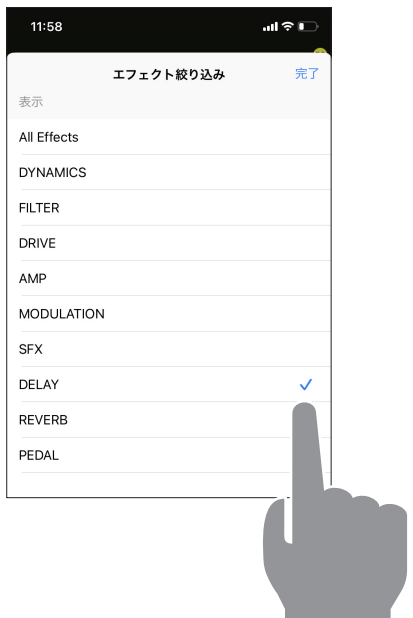 11:58
エフェクト絞り込み
完了
表示
All Effects
DYNAMICS
FILTER
DRIVE
AMP
MODULATION
SFX
DELAY
REVERB
PEDAL